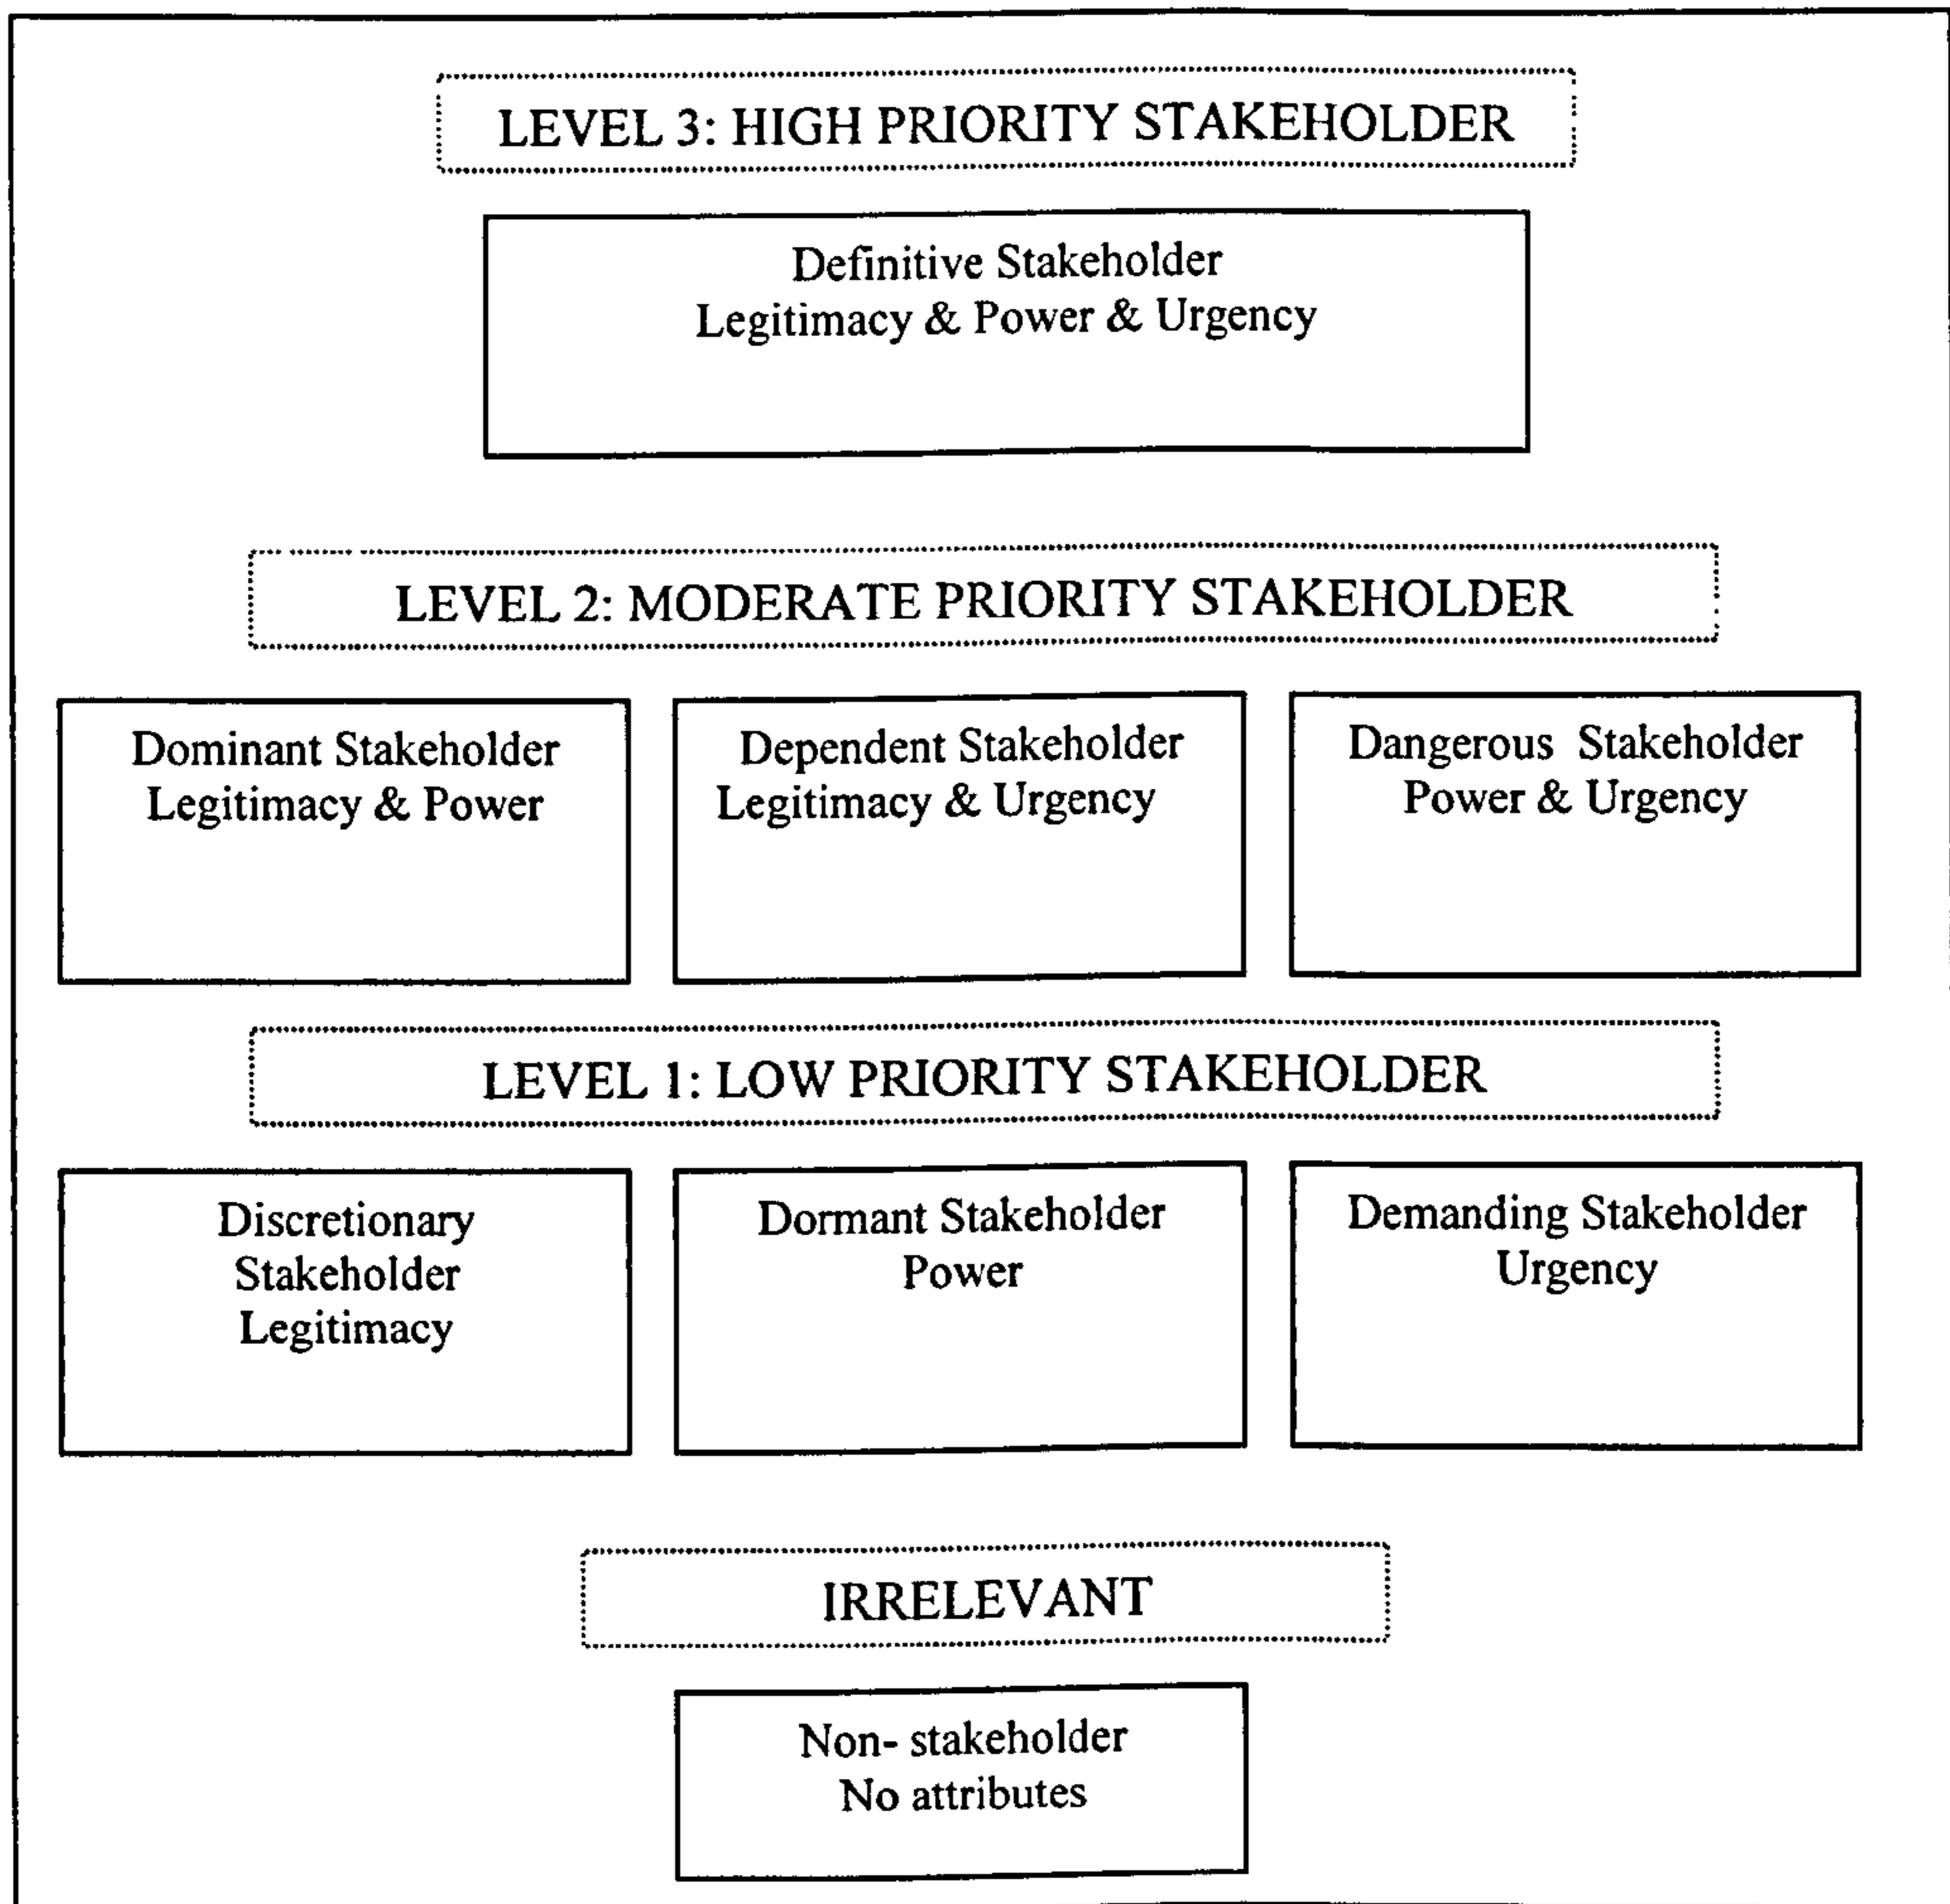 LEVEL 3: HIGH PRIORITY STAKEHOLDER
Definitive Stakeholder
Legitimacy & Power & Urgency
LEVEL 2: MODERATE PRIORITY STAKEHOLDER
Dominant Stakeholder
Legitimacy & Power
Dependent Stakeholder
Legitimacy & Urgency
Dangerous Stakeholder
Power & Urgency
LEVEL 1: LOW PRIORITY STAKEHOLDER
Discretionary
Stakeholder
Legitimacy
Dormant Stakeholder
Power
Demanding Stakeholder
Urgency
IRRELEVANT
Non- stakeholder
No attributes